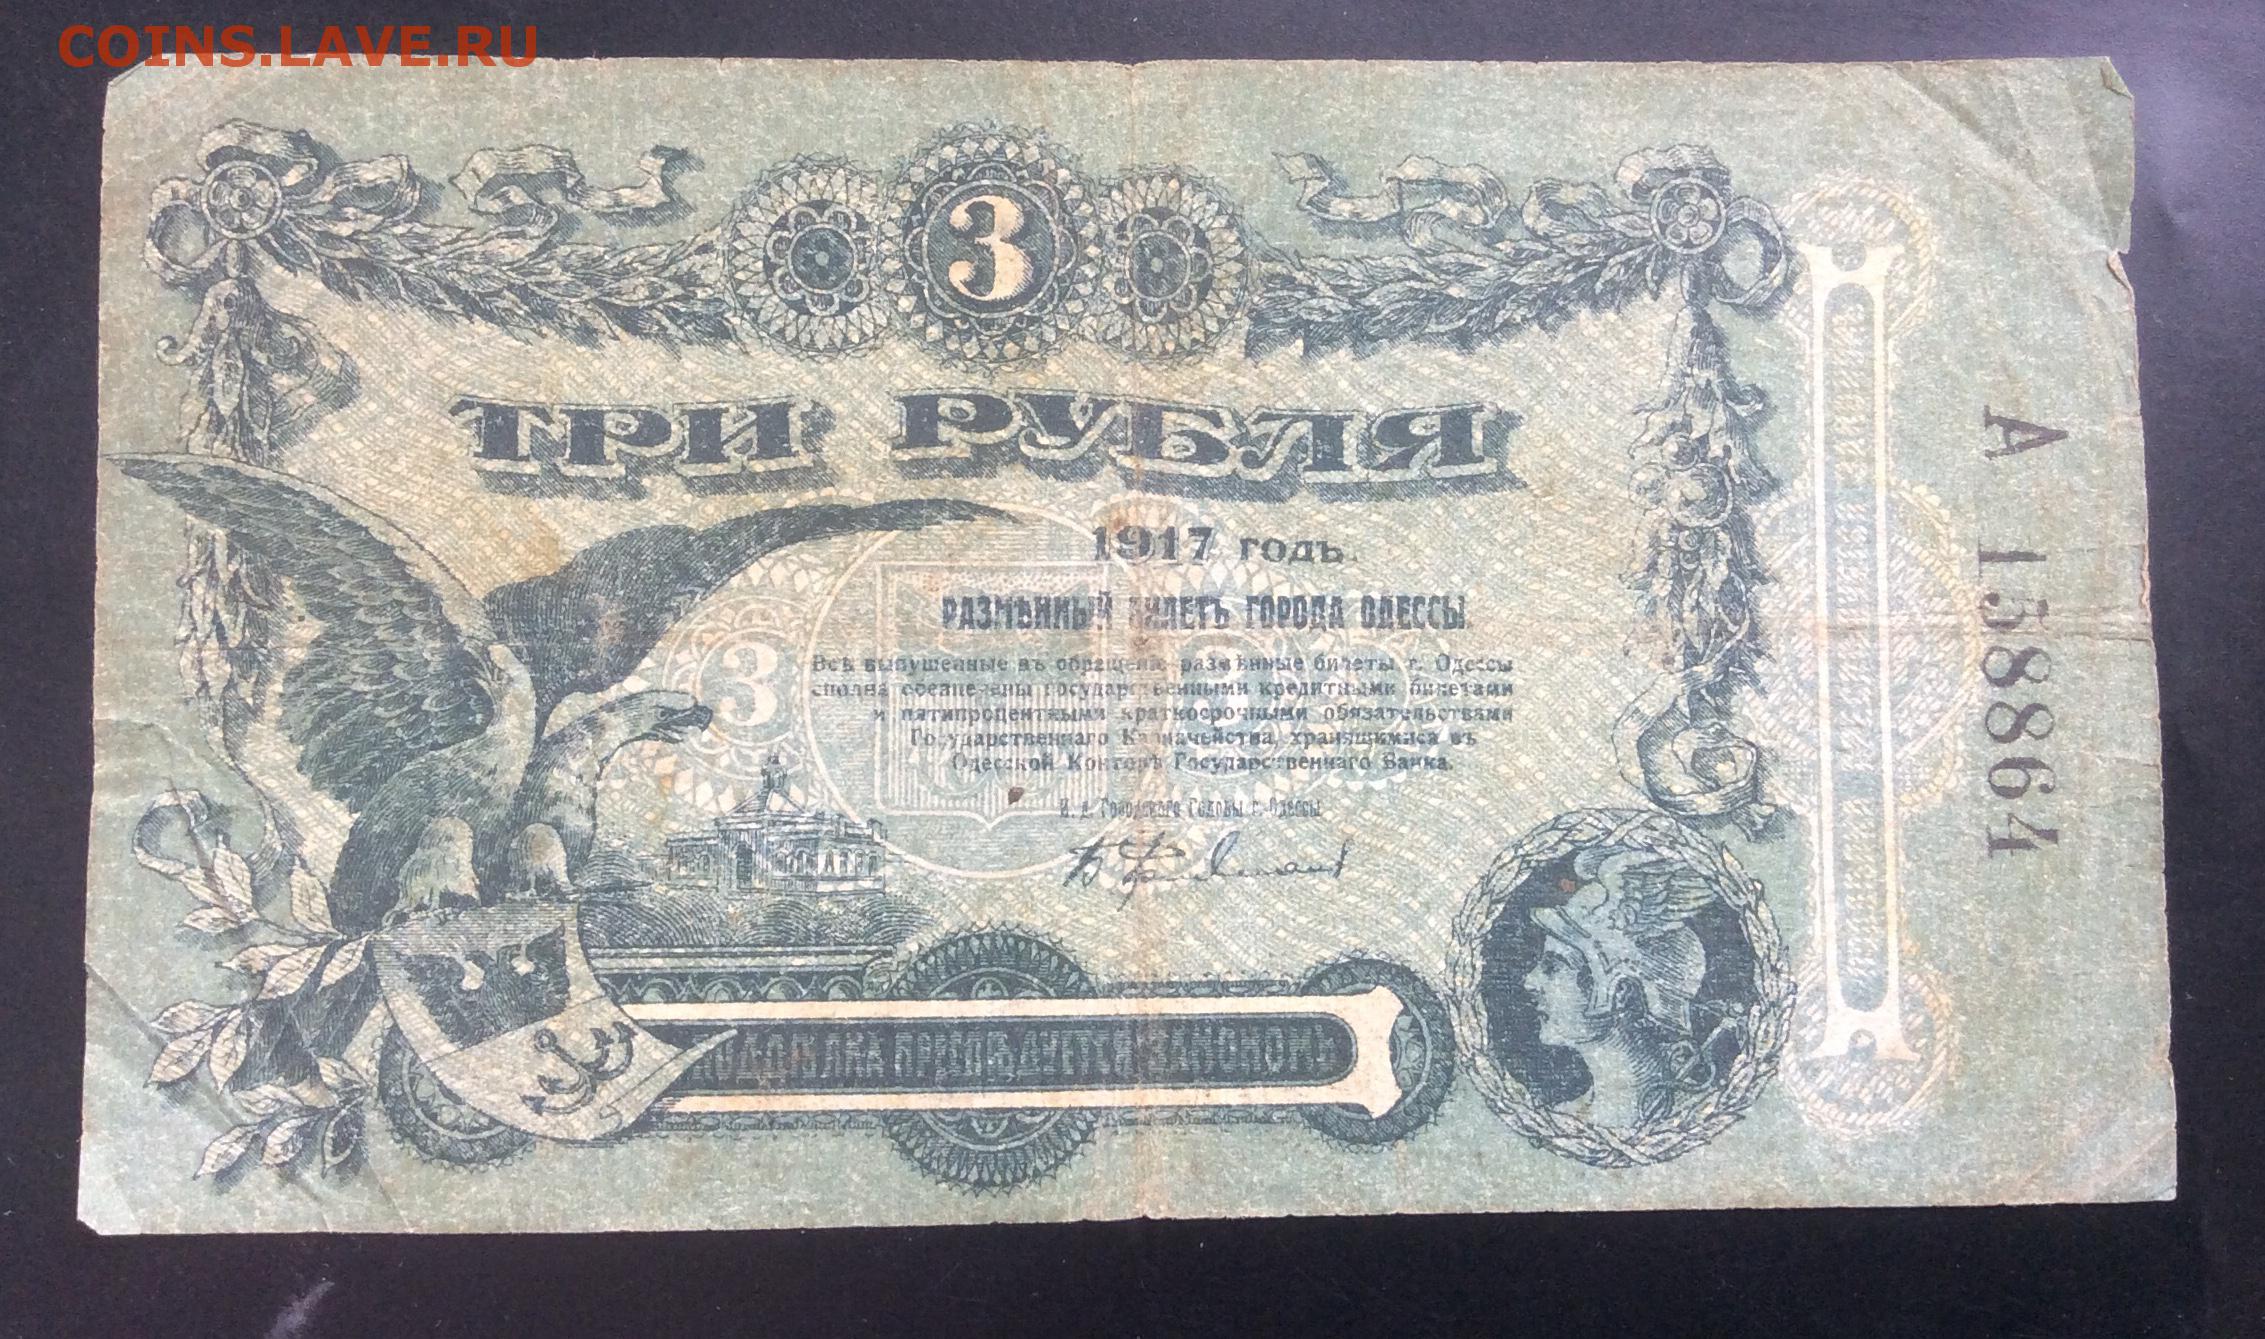 COINS.LAVE.RU
3
ТРИ РУБЛЯ
1917 ГОДЪ.
РАЗМѢННЫЙ БИЛЕТЪ ГОРОДА ОДЕССЫ
3
Всѣ выпущенные въ обращенiе размѣнные билеты г. Одессы
сполна обезпечены государственными кредитными билетами
и пятипроцентными краткосрочными обязательствами
Государственнаго Казначейства, хранящимися въ
Одесской Конторѣ Государственнаго Банка.
И. д. Городского Головы г. Одессы
ПОДДѢЛКА ПРЕСЛѢДУЕТСЯ ЗАКОНОМЪ
А 158864